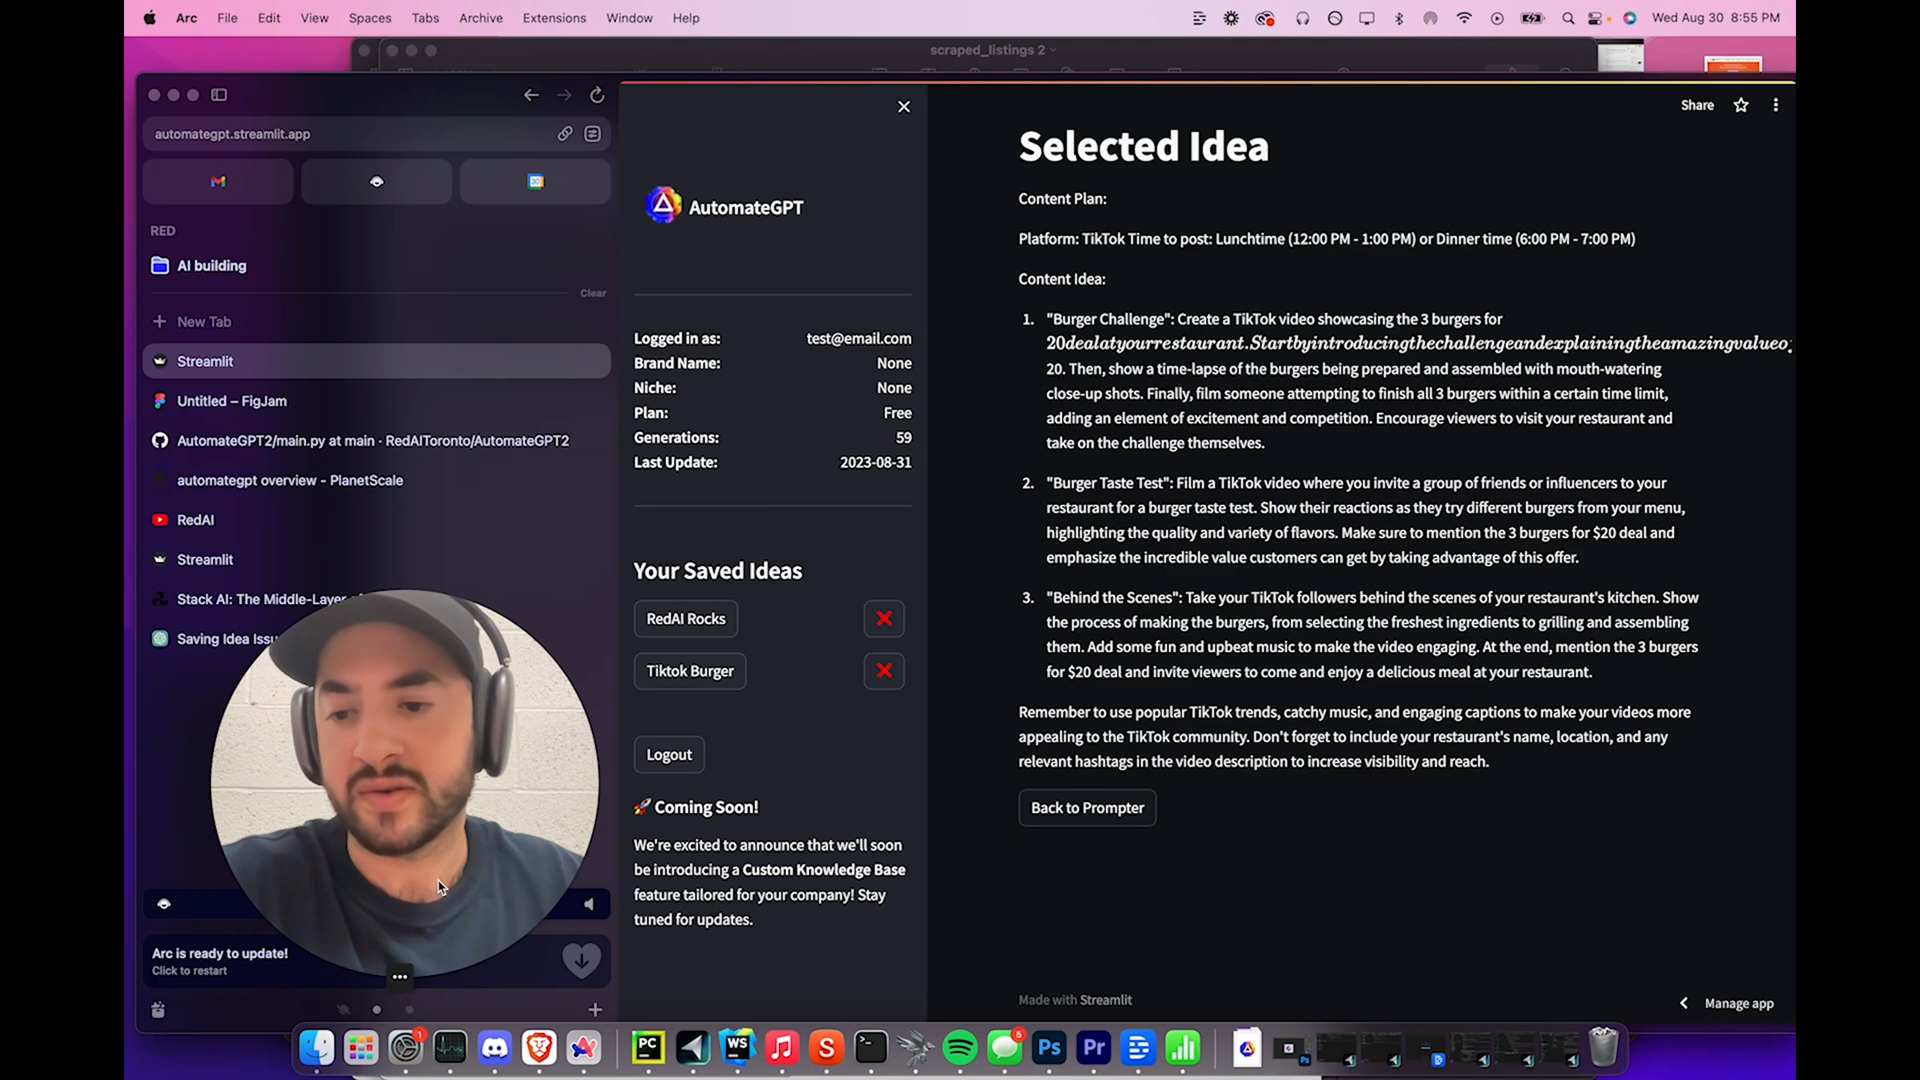 Arc File Edit View Spaces Tabs Archive Extensions Window Help
Wed Aug 30 8:55 PM
scraped_listings 2
automategpt.streamlit.app
RED
AI building
Clear
New Tab
Streamlit
Untitled – FigJam
AutomateGPT2/main.py at main · RedAIToronto/AutomateGPT2
automategpt overview - PlanetScale
RedAI
Streamlit
Stack AI: The Middle-Layer
Saving Idea
Arc is ready to update!
Click to restart
AutomateGPT
Logged in as: test@email.com
Brand Name: None
Niche: None
Plan: Free
Generations: 59
Last Update: 2023-08-31
Your Saved Ideas
RedAI Rocks
Tiktok Burger
Logout
🚀 Coming Soon!
We're excited to announce that we'll soon
be introducing a Custom Knowledge Base
feature tailored for your company! Stay
tuned for updates.
Share
Selected Idea
Content Plan:
Platform: TikTok Time to post: Lunchtime (12:00 PM - 1:00 PM) or Dinner time (6:00 PM - 7:00 PM)
Content Idea:
1. "Burger Challenge": Create a TikTok video showcasing the 3 burgers for
20dealatyourrestaurant.Startbyintroducingthechallengeandexplainingtheamazingvalueo
20. Then, show a time-lapse of the burgers being prepared and assembled with mouth-watering
close-up shots. Finally, film someone attempting to finish all 3 burgers within a certain time limit,
adding an element of excitement and competition. Encourage viewers to visit your restaurant and
take on the challenge themselves.
2. "Burger Taste Test": Film a TikTok video where you invite a group of friends or influencers to your
restaurant for a burger taste test. Show their reactions as they try different burgers from your menu,
highlighting the quality and variety of flavors. Make sure to mention the 3 burgers for $20 deal and
emphasize the incredible value customers can get by taking advantage of this offer.
3. "Behind the Scenes": Take your TikTok followers behind the scenes of your restaurant's kitchen. Show
the process of making the burgers, from selecting the freshest ingredients to grilling and assembling
them. Add some fun and upbeat music to make the video engaging. At the end, mention the 3 burgers
for $20 deal and invite viewers to come and enjoy a delicious meal at your restaurant.
Remember to use popular TikTok trends, catchy music, and engaging captions to make your videos more
appealing to the TikTok community. Don't forget to include your restaurant's name, location, and any
relevant hashtags in the video description to increase visibility and reach.
Back to Prompter
Made with Streamlit
Manage app